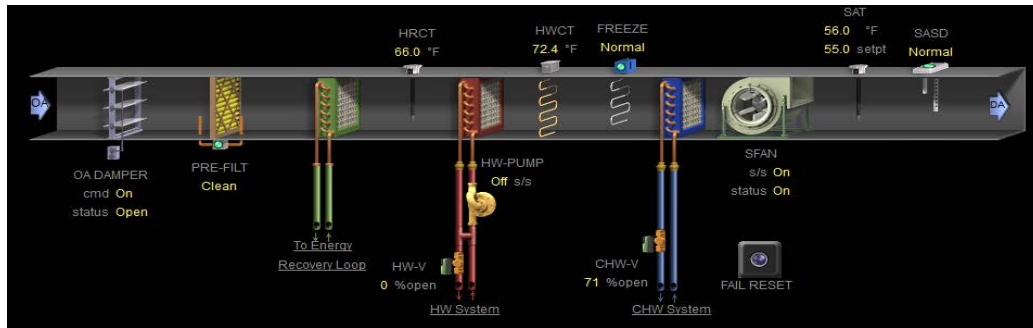 SAT
HRCT
HWCT
FREEZE
56.0 °F
SASD
66.0 °F
72.4 °F
Normal
55.0 setpt
Normal
OA
DA
OA DAMPER
cmd On
status Open
PRE-FILT
Clean
HW-PUMP
Off s/s
SFAN
s/s On
status On
To Energy
Recovery Loop
HW-V
0 %open
HW System
CHW-V
71 %open
CHW System
FAIL RESET